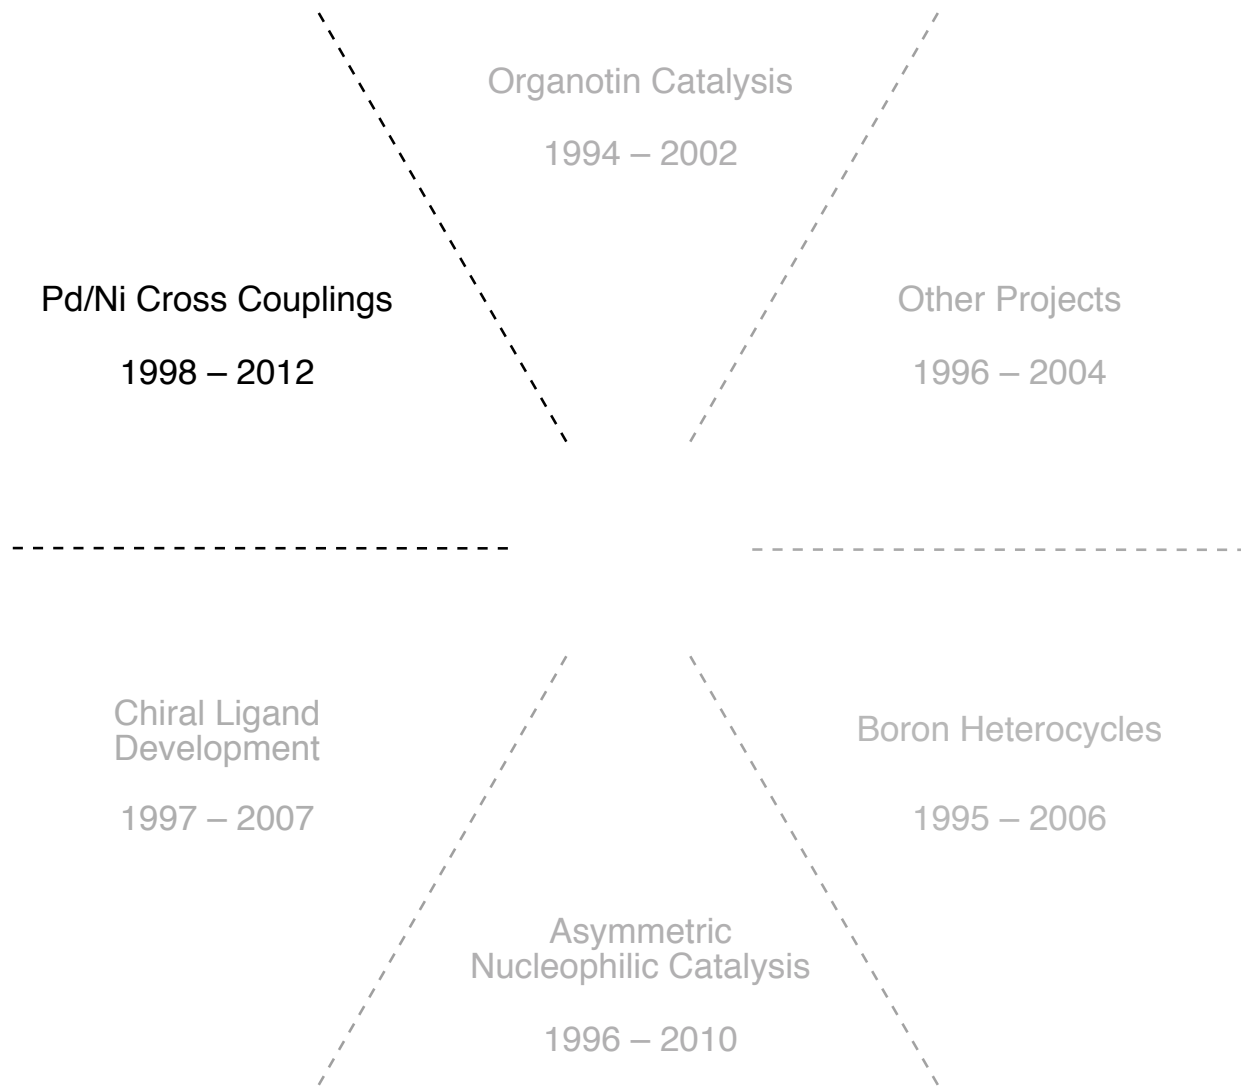 Organotin Catalysis
1994 – 2002
Pd/Ni Cross Couplings
1998 – 2012
Other Projects
1996 – 2004
Chiral Ligand
Development
1997 – 2007
Boron Heterocycles
1995 – 2006
Asymmetric
Nucleophilic Catalysis
1996 – 2010